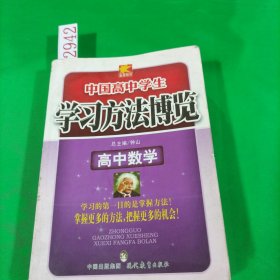 2942
中国高中学生
学习方法博览
总主编/钟山
高中数学
学习的第一目的是掌握方法!
掌握更多的方法,把握更多的机会!
ZHONGGUO
GAOZHONG XUESHENG
XUEXI FANGFA
BOLAN
中国出版集团 现代教育出版社